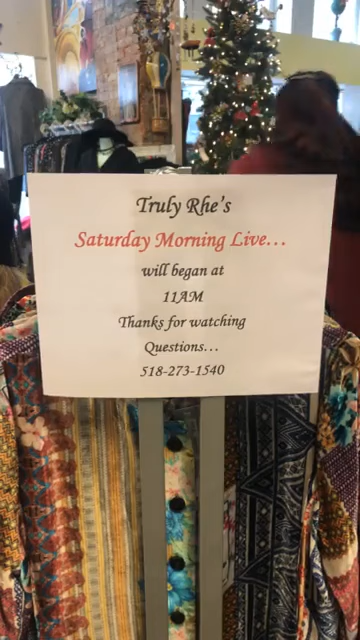 Truly Rhe's
Saturday Morning Live...
will began at
11AM
Thanks for watching
Questions...
518-273-1540